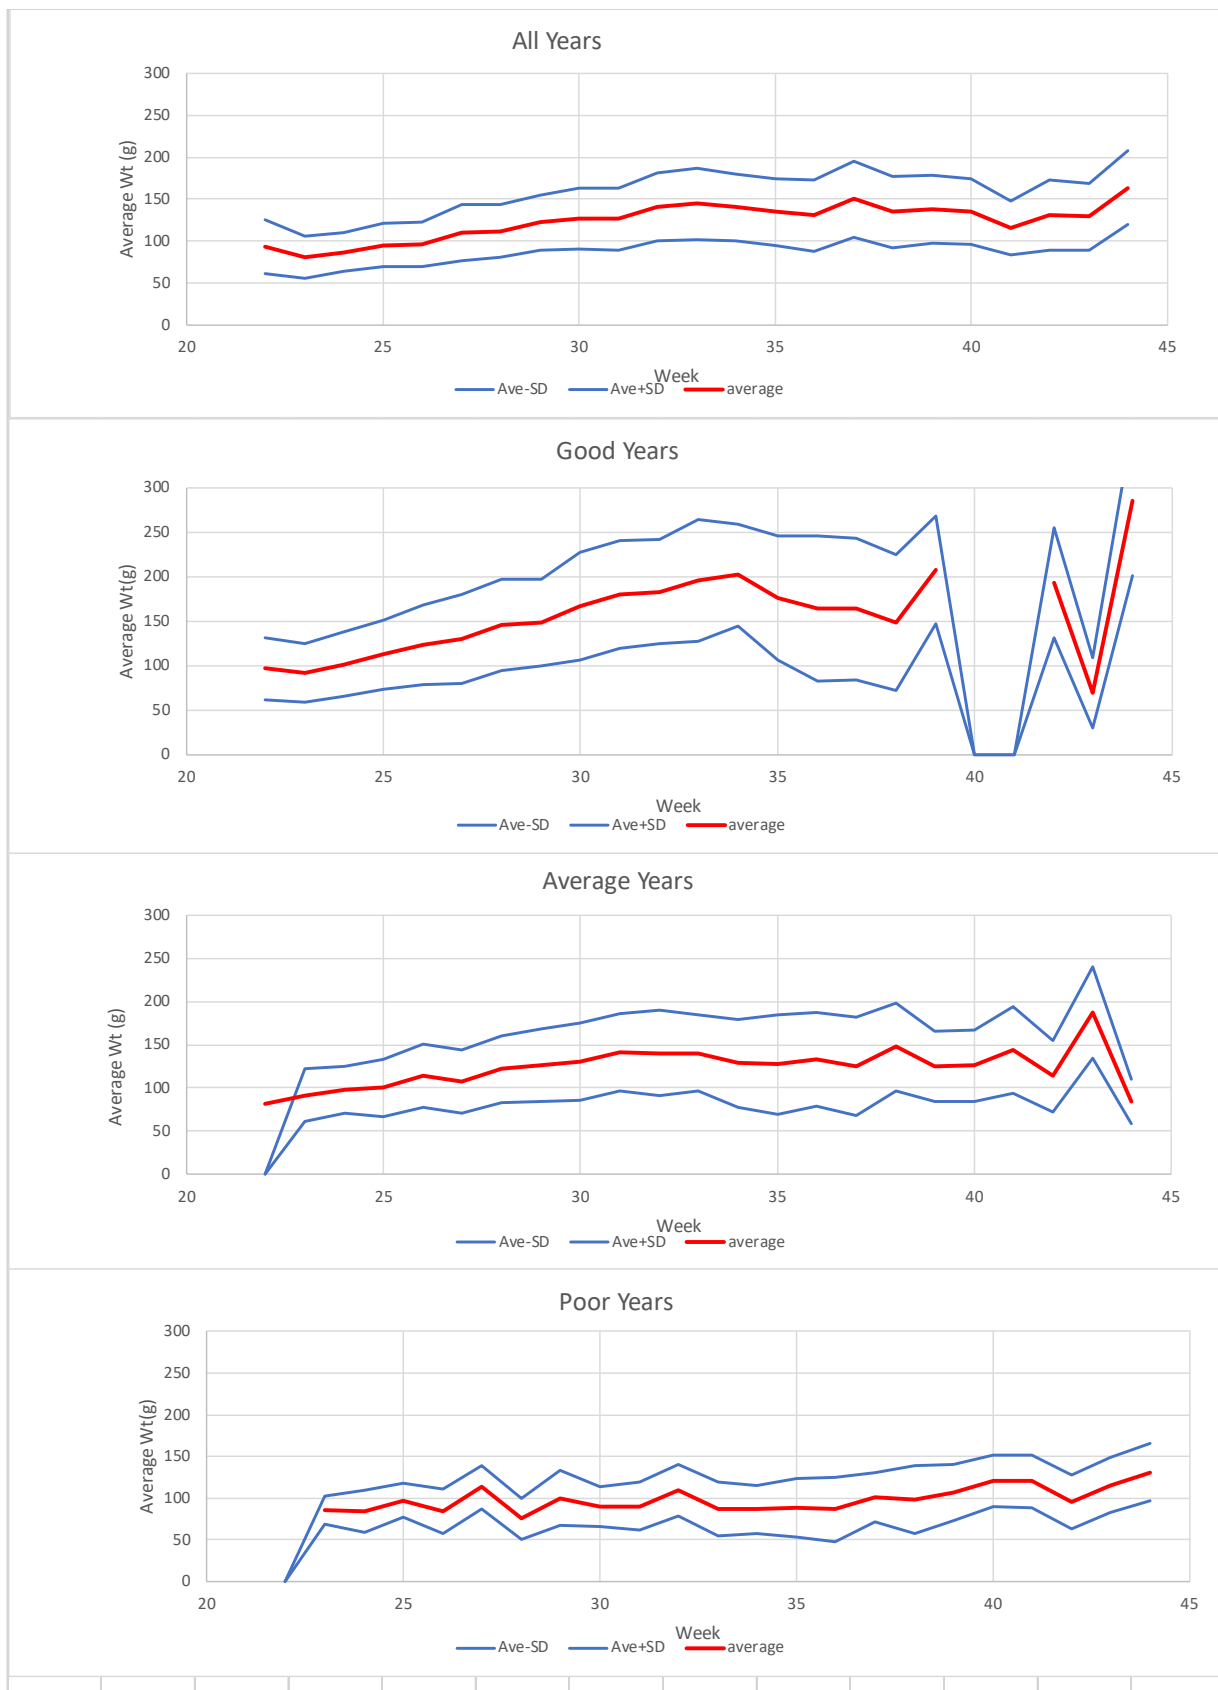 All Years
300
250
200
150
100
50
0
Average Wt (g)
20 25 30 35 40 45
Week
Ave-SD Ave+SD average
Good Years
300
250
200
150
100
50
0
Average Wt(g)
20 25 30 35 40 45
Week
Ave-SD Ave+SD average
Average Years
300
250
200
150
100
50
0
Average Wt (g)
20 25 30 35 40 45
Week
Ave-SD Ave+SD average
Poor Years
300
250
200
150
100
50
0
Average Wt(g)
20 25 30 35 40 45
Week
Ave-SD Ave+SD average